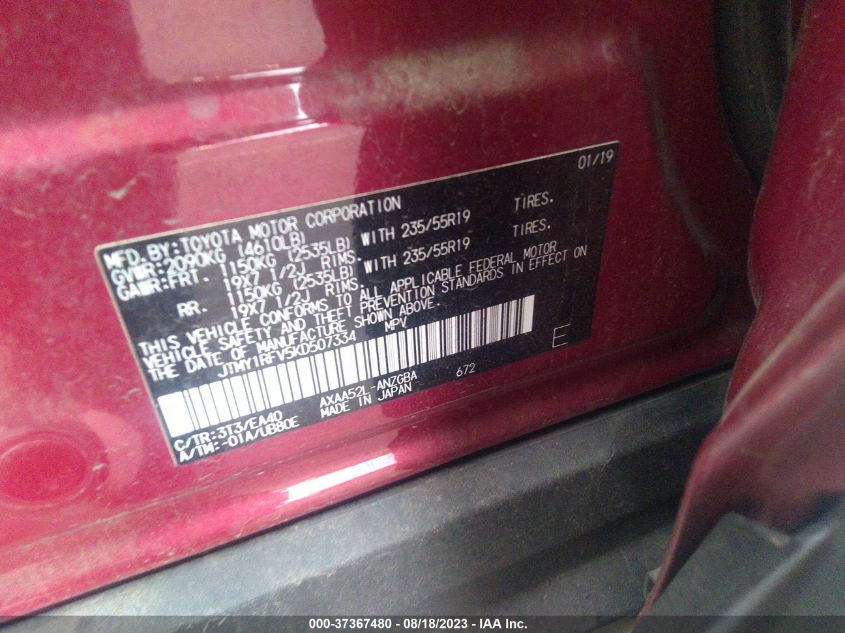 01/19
MFD. BY: TOYOTA MOTOR CORPORATION
GVWR: 2090KG (4610LB)
GAWR: FRT. 1150KG (2535LB) WITH 235/55R19 TIRES.
19X7 1/2J RIMS.
RR. 1150KG (2535LB) WITH 235/55R19 TIRES.
19X7 1/2J RIMS.
THIS VEHICLE CONFORMS TO ALL APPLICABLE FEDERAL MOTOR
VEHICLE SAFETY AND THEFT PREVENTION STANDARDS IN EFFECT ON
THE DATE OF MANUFACTURE SHOWN ABOVE.
JTMY1RFV5KD507334 MPV
E
C/TR: 3T3/EA40 AXAA52L-ANZGBA 672
A/TM: -01A/UB80E MADE IN JAPAN
000-37367480 - 08/18/2023 - IAA Inc.